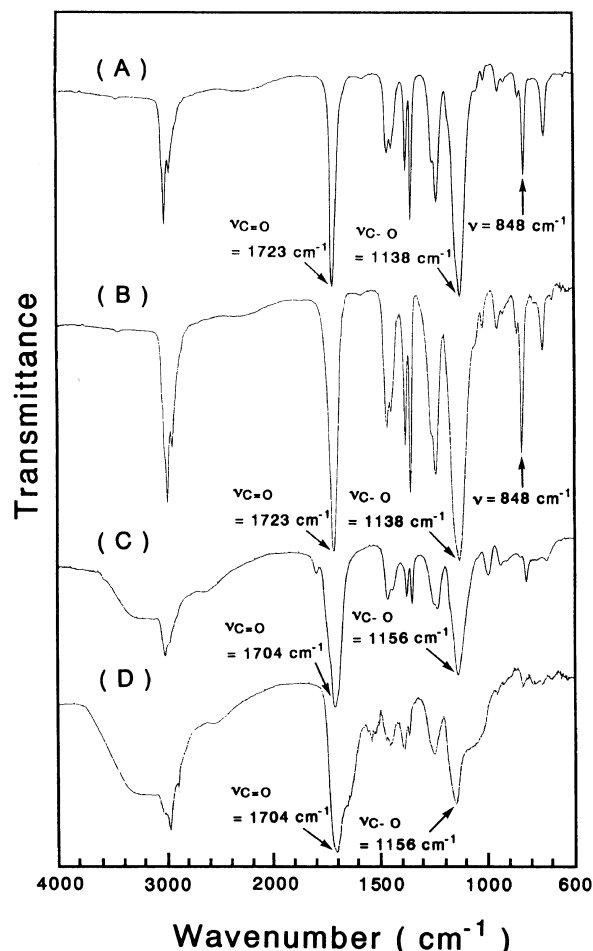 ( A )
νC=O
= 1723 cm-1
νC- O
= 1138 cm-1
ν = 848 cm-1
( B )
νC=O
= 1723 cm-1
νC- O
= 1138 cm-1
ν = 848 cm-1
( C )
νC=O
= 1704 cm-1
νC- O
= 1156 cm-1
( D )
νC=O
= 1704 cm-1
νC- O
= 1156 cm-1
Transmittance
4000 3000 2000 1500 1000 600
Wavenumber ( cm-1 )